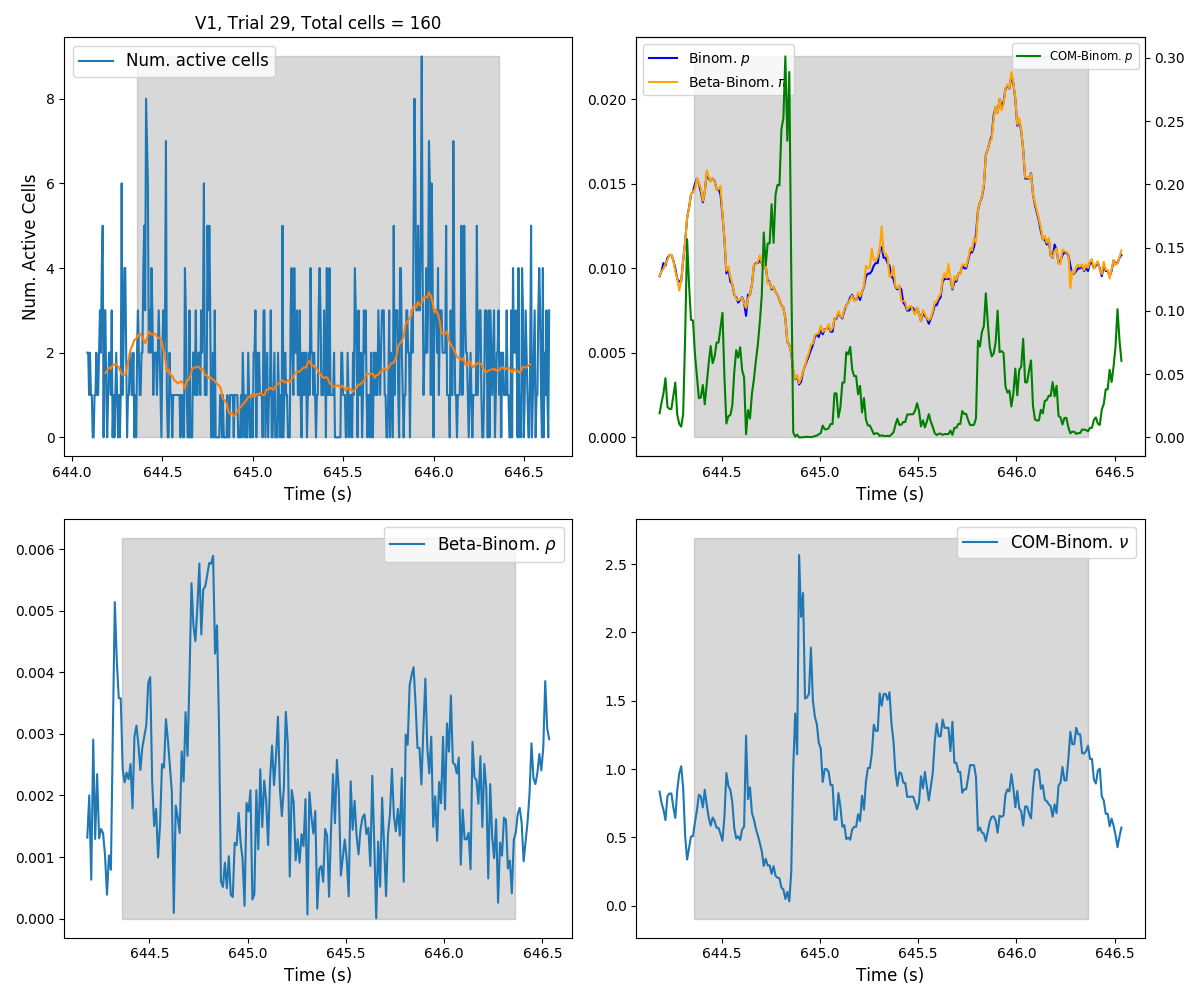 V1, Trial 29, Total cells = 160
Num. active cells
Num. Active Cells
8
6
4
2
0
644.0 644.5 645.0 645.5 646.0 646.5
Time (s)
Binom. p
Beta-Binom. π
COM-Binom. p
0.020
0.015
0.010
0.005
0.000
0.30
0.25
0.20
0.15
0.10
0.05
0.00
644.5 645.0 645.5 646.0 646.5
Time (s)
Beta-Binom. ρ
0.006
0.005
0.004
0.003
0.002
0.001
0.000
644.5 645.0 645.5 646.0 646.5
Time (s)
COM-Binom. ν
2.5
2.0
1.5
1.0
0.5
0.0
644.5 645.0 645.5 646.0 646.5
Time (s)